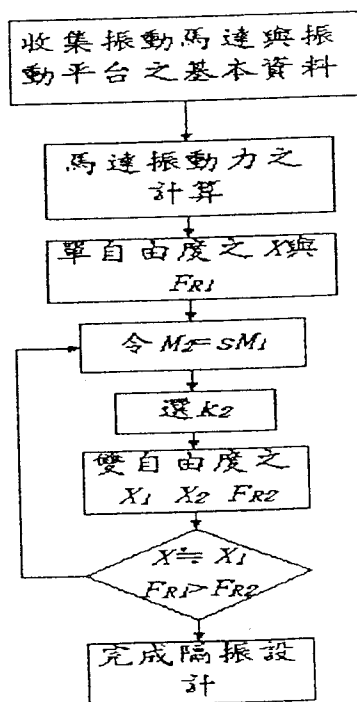 收集振動馬達與振
動平台之基本資料
馬達振動力之
計算
單自由度之 X與
FR1
令M2=SM1
選K2
雙自由度之
X1 X2 FR2
X≒X1
FR1>FR2
完成隔振設
計